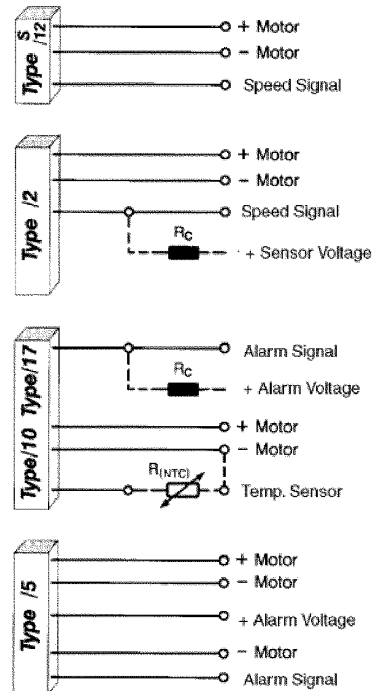 Type S/12
+ Motor
− Motor
Speed Signal
Type /2
+ Motor
− Motor
Speed Signal
Rc
+ Sensor Voltage
Type/10 Type/17
Alarm Signal
Rc
+ Alarm Voltage
+ Motor
− Motor
R(NTC)
Temp. Sensor
Type /5
+ Motor
− Motor
+ Alarm Voltage
− Motor
Alarm Signal